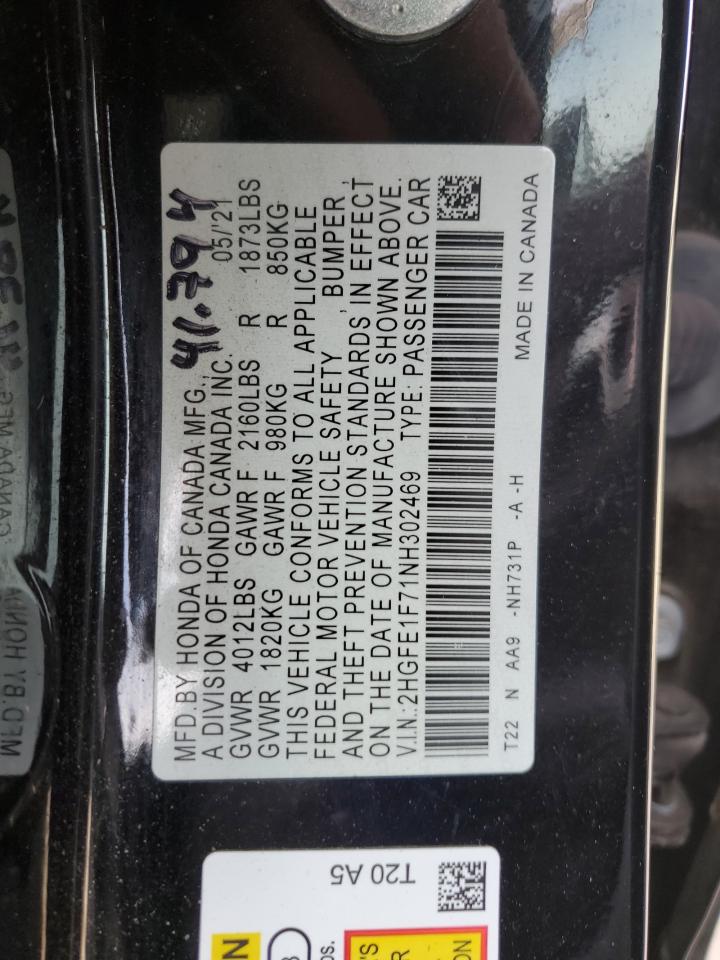 MFD.BY HONDA OF CANADA MFG.,
41.794
A DIVISION OF HONDA CANADA INC. 05/'21
GVWR 4012LBS GAWR F 2160LBS R 1873LBS
GVWR 1820KG GAWR F 980KG R 850KG
THIS VEHICLE CONFORMS TO ALL APPLICABLE
FEDERAL MOTOR VEHICLE SAFETY , BUMPER ,
AND THEFT PREVENTION STANDARDS IN EFFECT
ON THE DATE OF MANUFACTURE SHOWN ABOVE.
V.I.N.:2HGFE1F71NH302469 TYPE: PASSENGER CAR
T22 N AA9 -NH731P -A -H MADE IN CANADA
T20 A5